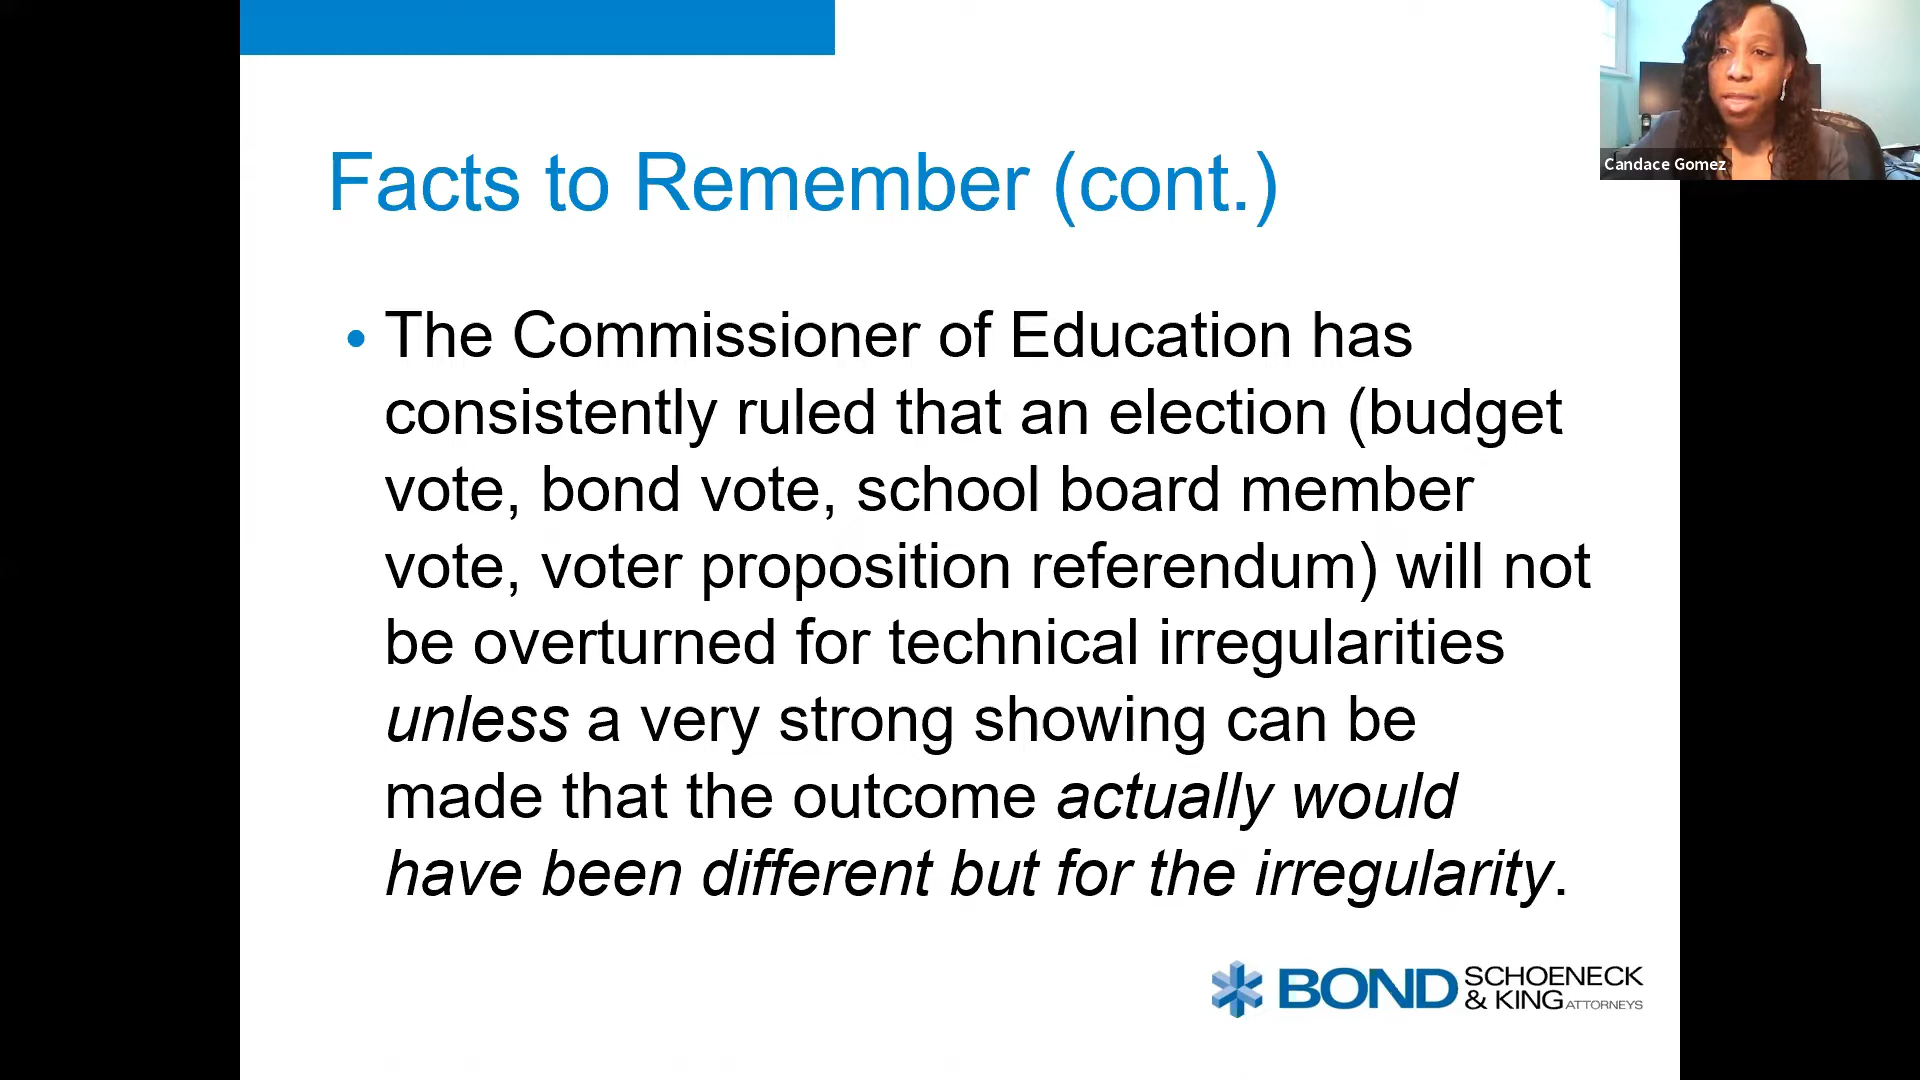 Facts to Remember (cont.)
• The Commissioner of Education has
consistently ruled that an election (budget
vote, bond vote, school board member
vote, voter proposition referendum) will not
be overturned for technical irregularities
unless a very strong showing can be
made that the outcome actually would
have been different but for the irregularity.
Candace Gomez
BOND SCHOENECK
& KING ATTORNEYS